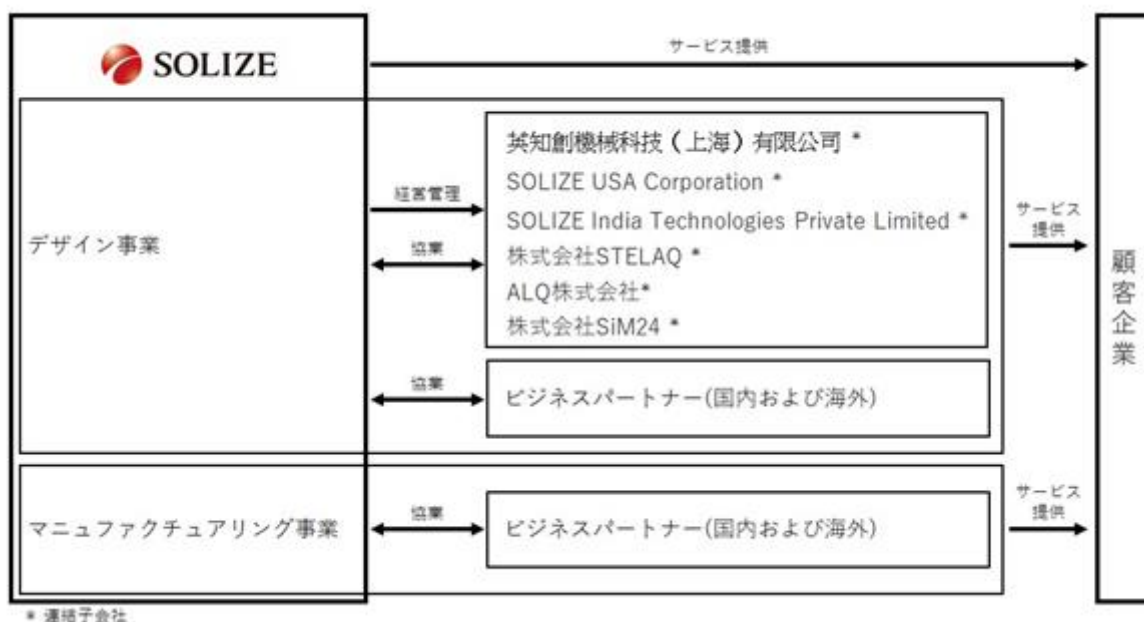 SOLIZE
サービス提供
英知創機械科技（上海）有限公司 *
SOLIZE USA Corporation *
経営管理
SOLIZE India Technologies Private Limited *
サービス
提供
デザイン事業
協業
株式会社STELAQ *
ALQ株式会社*
株式会社SiM24 *
顧客企業
協業
ビジネスパートナー(国内および海外)
サービス
提供
マニュファクチュアリング事業
協業
ビジネスパートナー(国内および海外)
* 連結子会社